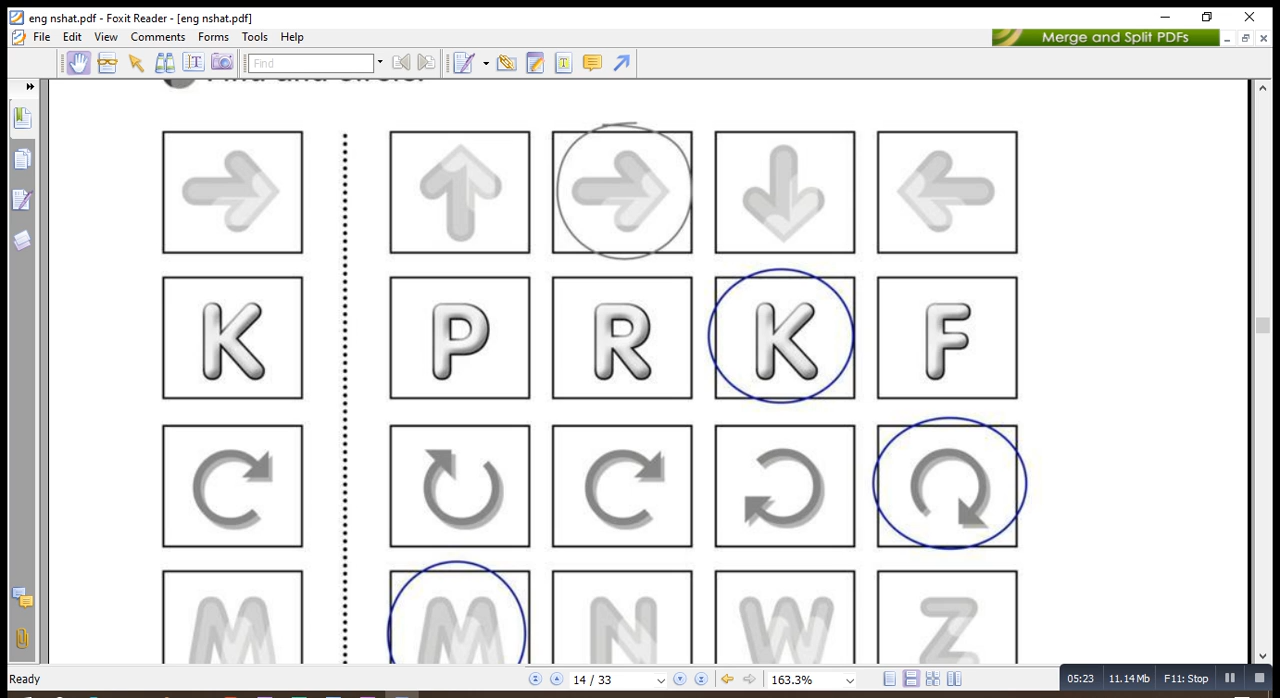 eng nshat.pdf - Foxit Reader - [eng nshat.pdf]
File Edit View Comments Forms Tools Help
Merge and Split PDFs
Find
K P R K F
M M N W Z
Ready
14 / 33
163.3%
05:23 11.14 Mb F11: Stop